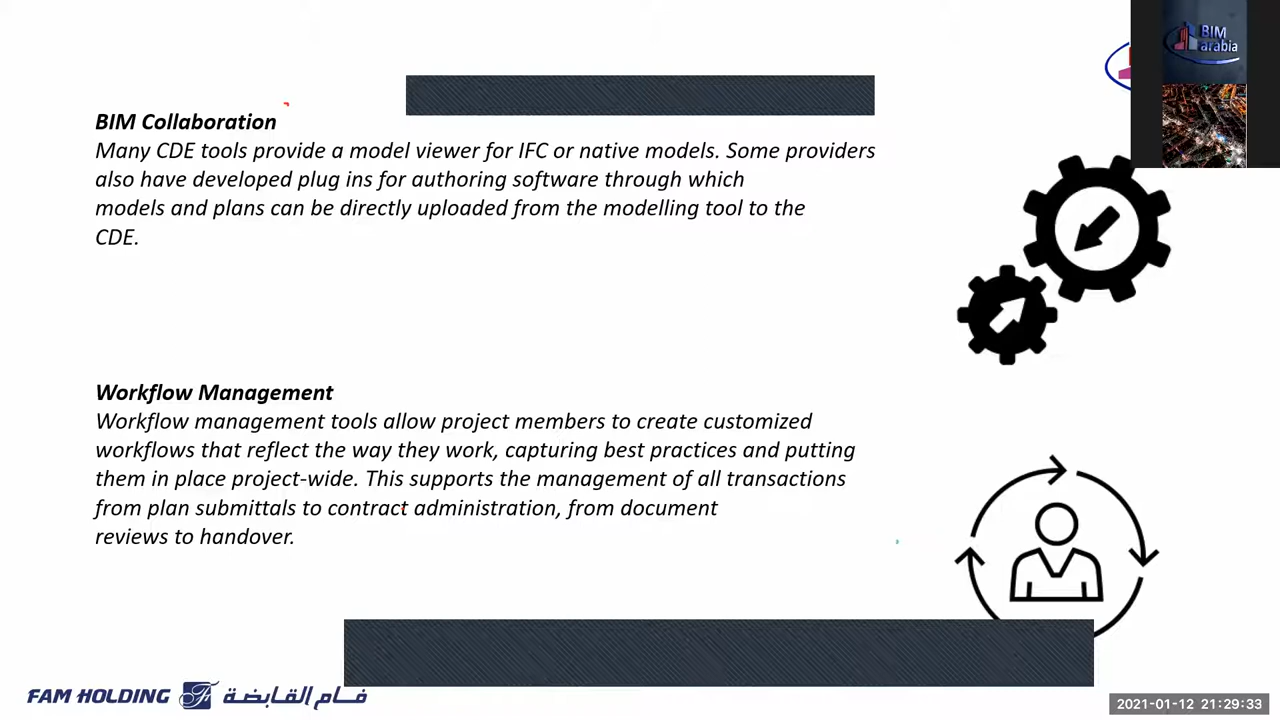 BIM
arabia
BIM Collaboration
Many CDE tools provide a model viewer for IFC or native models. Some providers
also have developed plug ins for authoring software through which
models and plans can be directly uploaded from the modelling tool to the
CDE.
Workflow Management
Workflow management tools allow project members to create customized
workflows that reflect the way they work, capturing best practices and putting
them in place project-wide. This supports the management of all transactions
from plan submittals to contract administration, from document
reviews to handover.
FAM HOLDING فام القابضة
2021-01-12 21:29:33